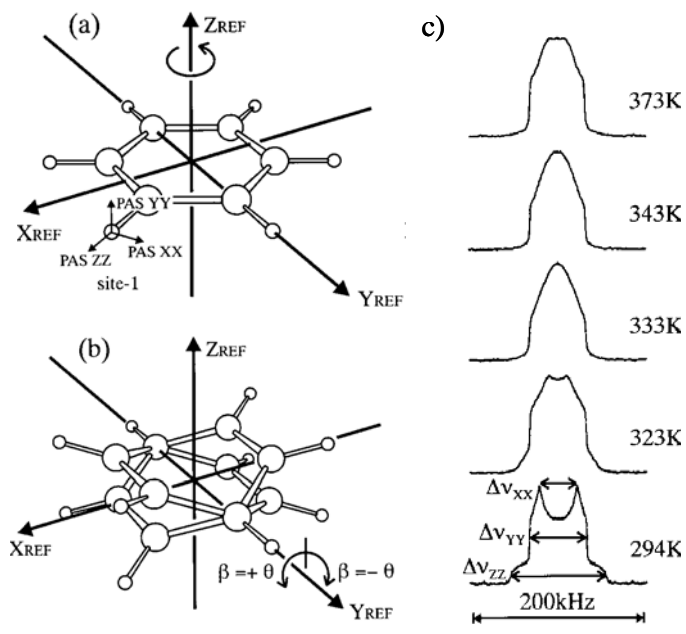 (a)
ZREF
c)
373K
PAS YY
XREF
PAS ZZ
PAS XX
site-1
YREF
343K
333K
(b)
ZREF
323K
XREF
β=+ θ
β=− θ
YREF
ΔνXX
ΔνYY
ΔνZZ
294K
200kHz